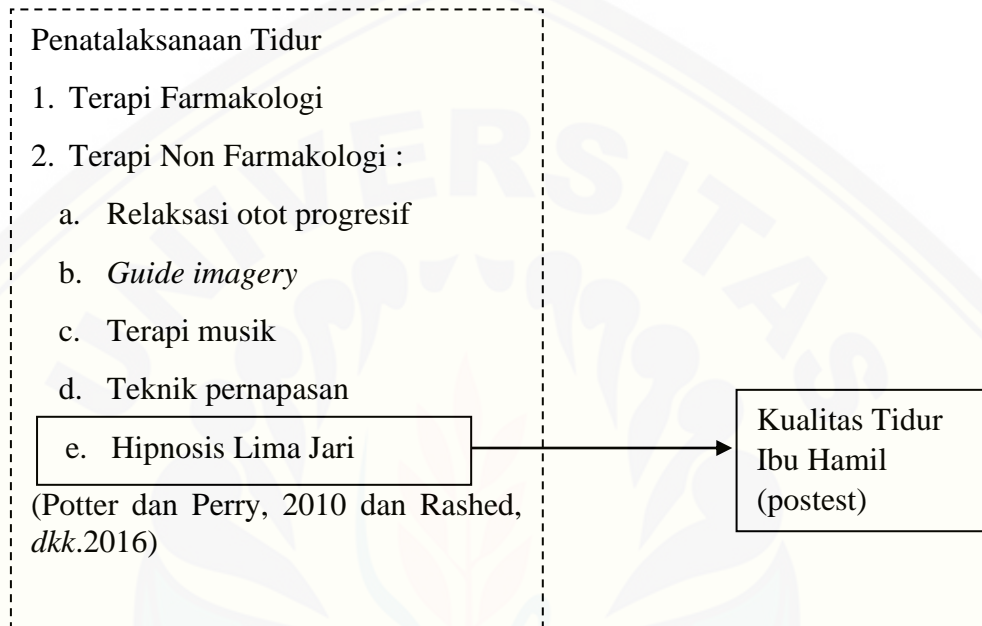 Penatalaksanaan Tidur
1. Terapi Farmakologi
2. Terapi Non Farmakologi :
a. Relaksasi otot progresif
b. Guide imagery
c. Terapi musik
d. Teknik pernapasan
e. Hipnosis Lima Jari
(Potter dan Perry, 2010 dan Rashed,
dkk.2016)
Kualitas Tidur
Ibu Hamil
(postest)
UNIVERSITAS